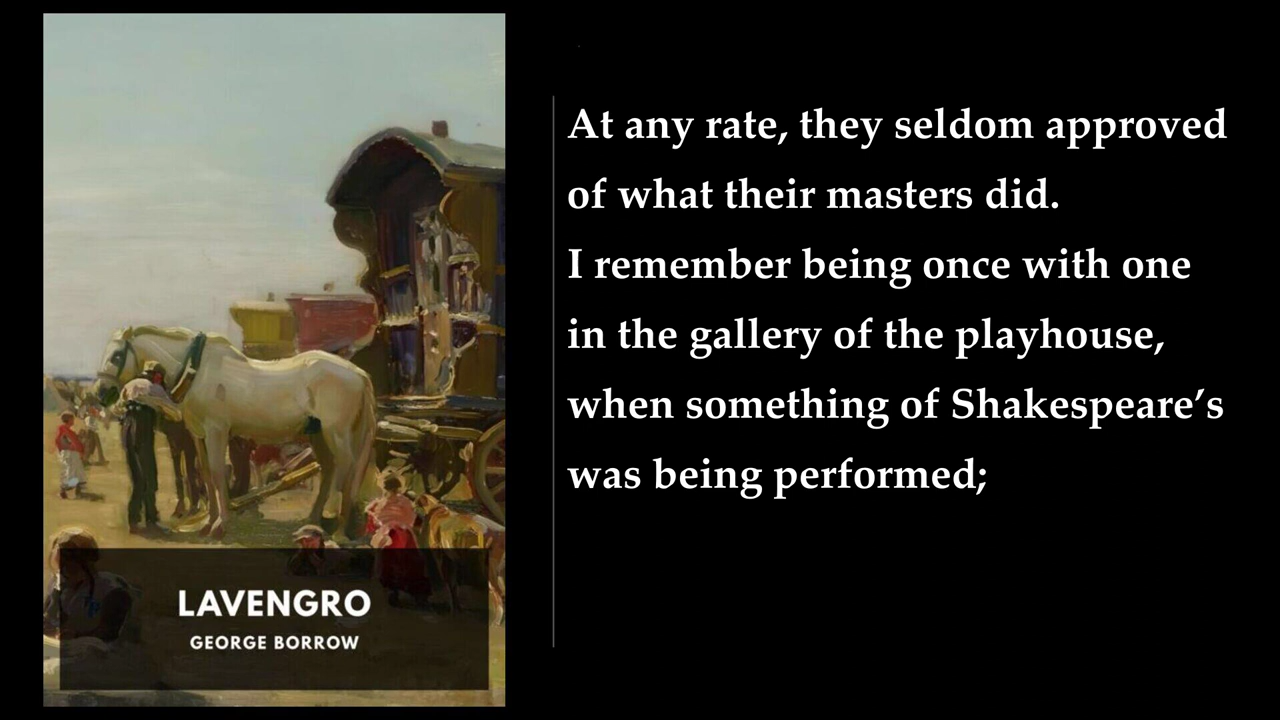 LAVENGRO
GEORGE BORROW
At any rate, they seldom approved
of what their masters did.
I remember being once with one
in the gallery of the playhouse,
when something of Shakespeare’s
was being performed;